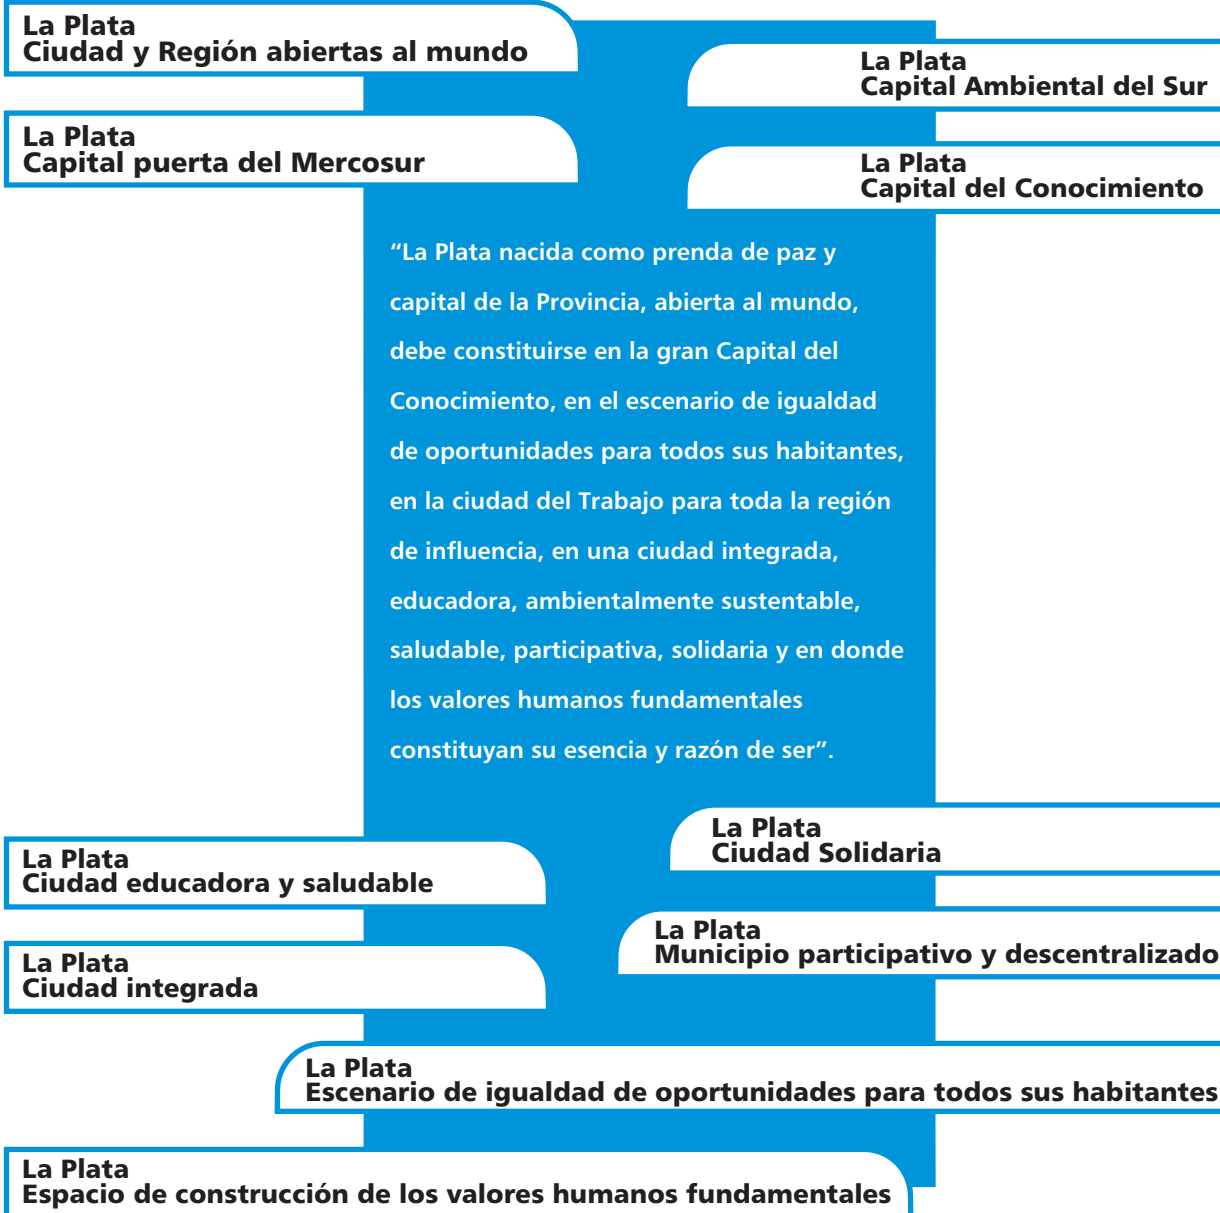 La Plata
Ciudad y Región abiertas al mundo
La Plata
Capital Ambiental del Sur
La Plata
Capital puerta del Mercosur
La Plata
Capital del Conocimiento
“La Plata nacida como prenda de paz y
capital de la Provincia, abierta al mundo,
debe constituirse en la gran Capital del
Conocimiento, en el escenario de igualdad
de oportunidades para todos sus habitantes,
en la ciudad del Trabajo para toda la región
de influencia, en una ciudad integrada,
educadora, ambientalmente sustentable,
saludable, participativa, solidaria y en donde
los valores humanos fundamentales
constituyan su esencia y razón de ser”.
La Plata
Ciudad Solidaria
La Plata
Ciudad educadora y saludable
La Plata
Municipio participativo y descentralizado
La Plata
Ciudad integrada
La Plata
Escenario de igualdad de oportunidades para todos sus habitantes
La Plata
Espacio de construcción de los valores humanos fundamentales